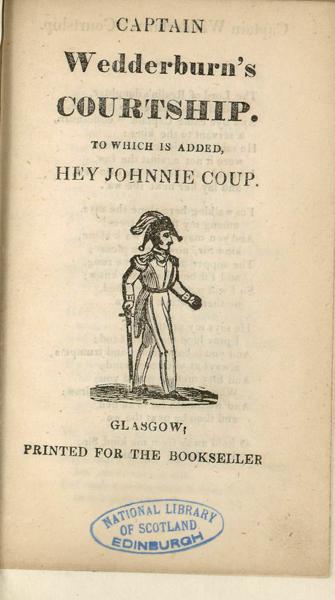 CAPTAIN
Wedderburn's
COURTSHIP.
TO WHICH IS ADDED,
HEY JOHNNIE COUP.
GLASGOW;
PRINTED FOR THE BOOKSELLER
NATIONAL LIBRARY
OF SCOTLAND
EDINBURGH